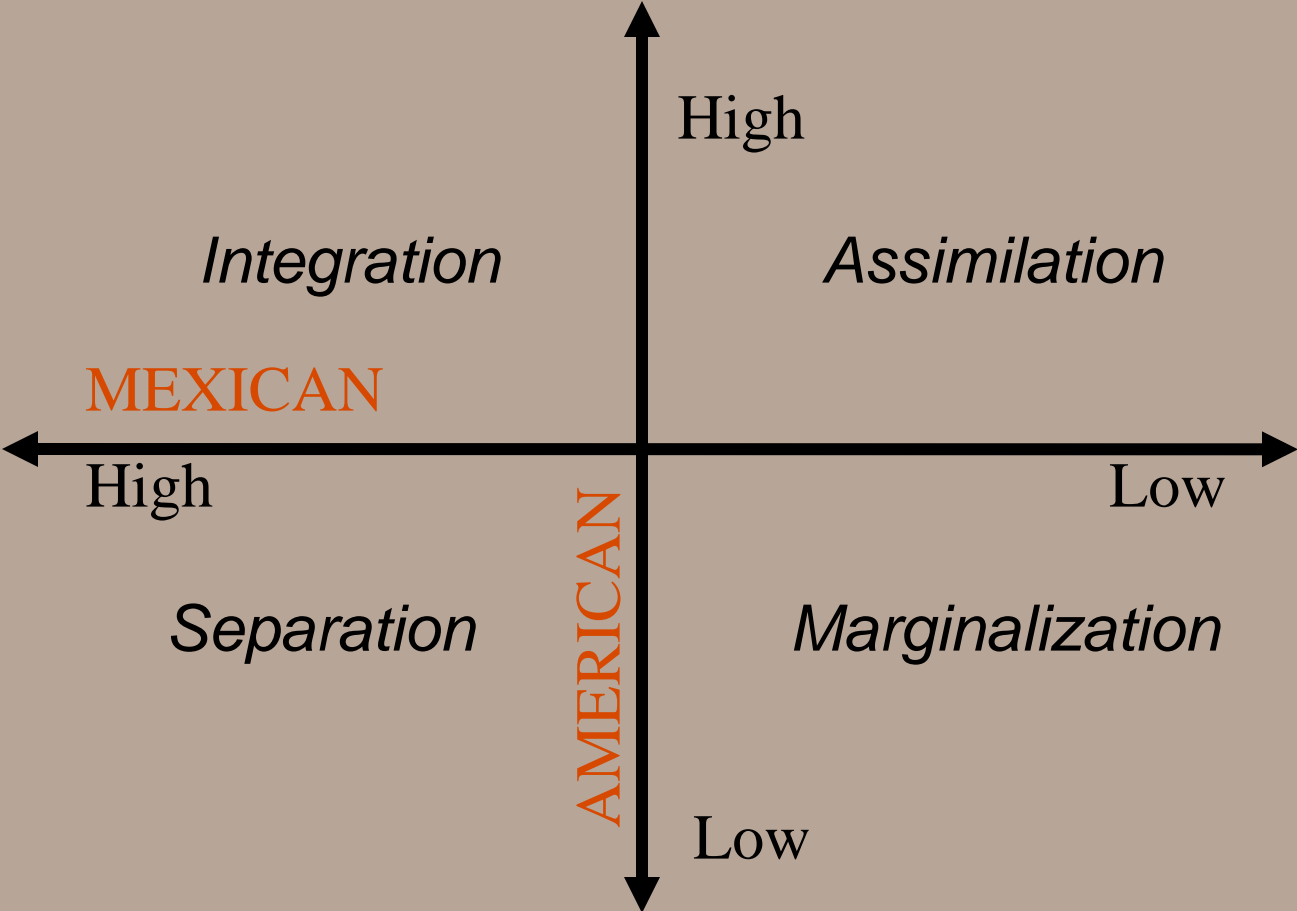 High
Integration
Assimilation
MEXICAN
High
Low
AMERICAN
Separation
Marginalization
Low